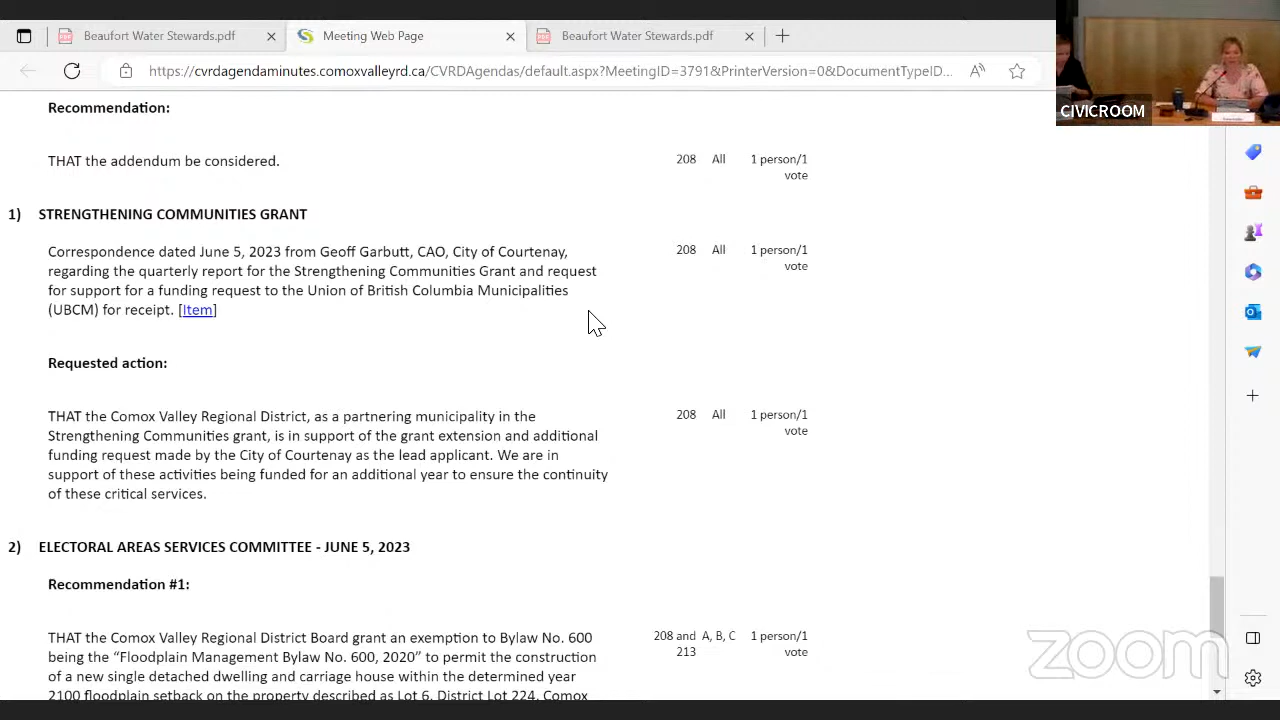 Beaufort Water Stewards.pdf
Meeting Web Page
Beaufort Water Stewards.pdf
https://cvrdagendaminutes.comoxvalleyrd.ca/CVRDAgendas/default.aspx?MeetingID=3791&PrinterVersion=0&DocumentTypeID...
CIVICROOM
Recommendation:
THAT the addendum be considered.
208 All 1 person/1
vote
1) STRENGTHENING COMMUNITIES GRANT
Correspondence dated June 5, 2023 from Geoff Garbutt, CAO, City of Courtenay,
regarding the quarterly report for the Strengthening Communities Grant and request
for support for a funding request to the Union of British Columbia Municipalities
(UBCM) for receipt. [Item]
208 All 1 person/1
vote
Requested action:
THAT the Comox Valley Regional District, as a partnering municipality in the
Strengthening Communities grant, is in support of the grant extension and additional
funding request made by the City of Courtenay as the lead applicant. We are in
support of these activities being funded for an additional year to ensure the continuity
of these critical services.
208 All 1 person/1
vote
2) ELECTORAL AREAS SERVICES COMMITTEE - JUNE 5, 2023
Recommendation #1:
THAT the Comox Valley Regional District Board grant an exemption to Bylaw No. 600
being the “Floodplain Management Bylaw No. 600, 2020” to permit the construction
of a new single detached dwelling and carriage house within the determined year
2100 floodplain setback on the property described as Lot 6, District Lot 224, Comox
208 and A, B, C 1 person/1
213 vote
zoom